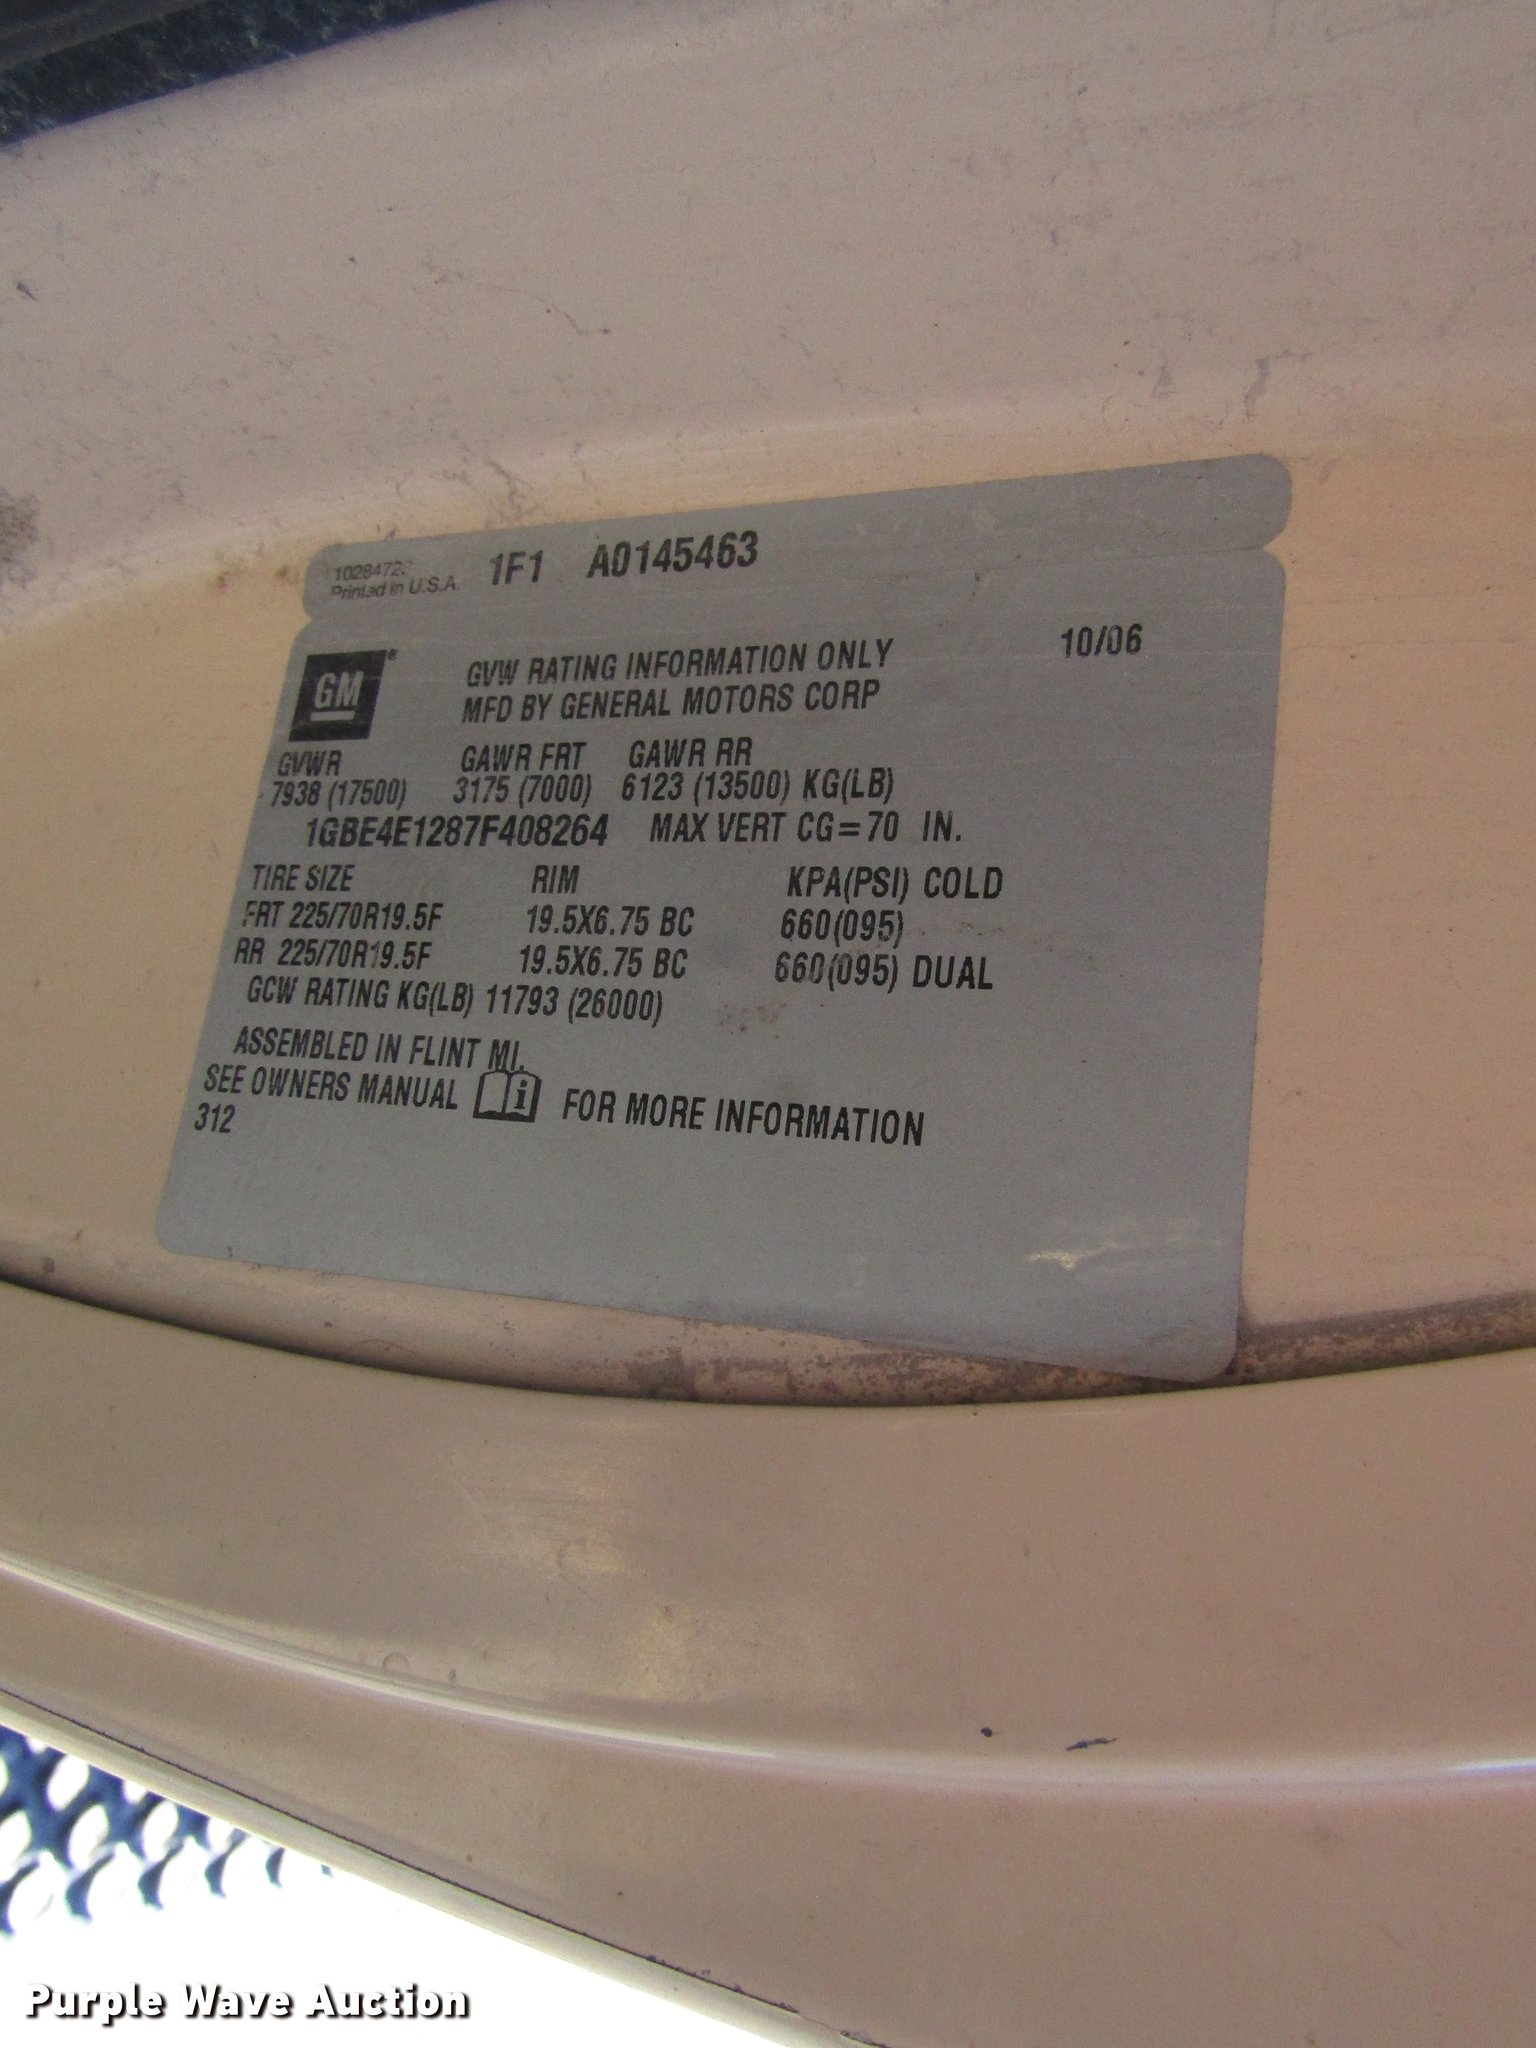 Printed in U.S.A. 1F1 A0145463
GM ®
GVW RATING INFORMATION ONLY 10/06
MFD BY GENERAL MOTORS CORP
GVWR GAWR FRT GAWR RR
7938 (17500) 3175 (7000) 6123 (13500) KG(LB)
1GBE4E1287F408264 MAX VERT CG=70 IN.
TIRE SIZE RIM KPA(PSI) COLD
FRT 225/70R19.5F 19.5X6.75 BC 660(095)
RR 225/70R19.5F 19.5X6.75 BC 660(095) DUAL
GCW RATING KG(LB) 11793 (26000)
ASSEMBLED IN FLINT MI.
SEE OWNERS MANUAL i FOR MORE INFORMATION
312
Purple Wave Auction